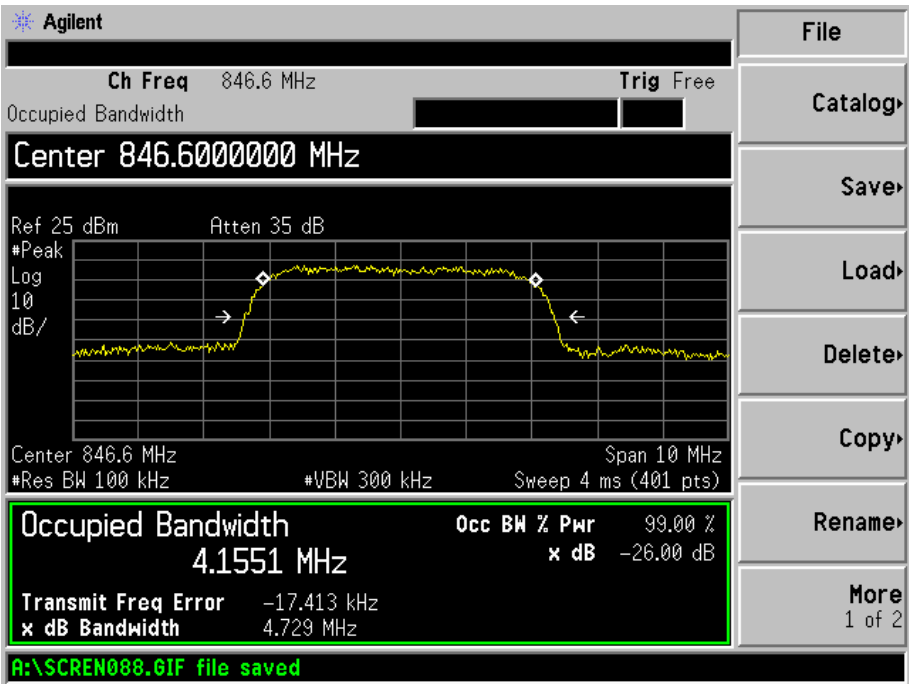 Agilent
Ch Freq 846.6 MHz Trig Free
Occupied Bandwidth
Center 846.6000000 MHz
Ref 25 dBm Atten 35 dB
#Peak
Log
10
dB/
Center 846.6 MHz Span 10 MHz
#Res BW 100 kHz #VBW 300 kHz Sweep 4 ms (401 pts)
Occupied Bandwidth Occ BW % Pwr 99.00 %
4.1551 MHz x dB -26.00 dB
Transmit Freq Error -17.413 kHz
x dB Bandwidth 4.729 MHz
A:\SCREN088.GIF file saved
File
Catalog
Save
Load
Delete
Copy
Rename
More
1 of 2